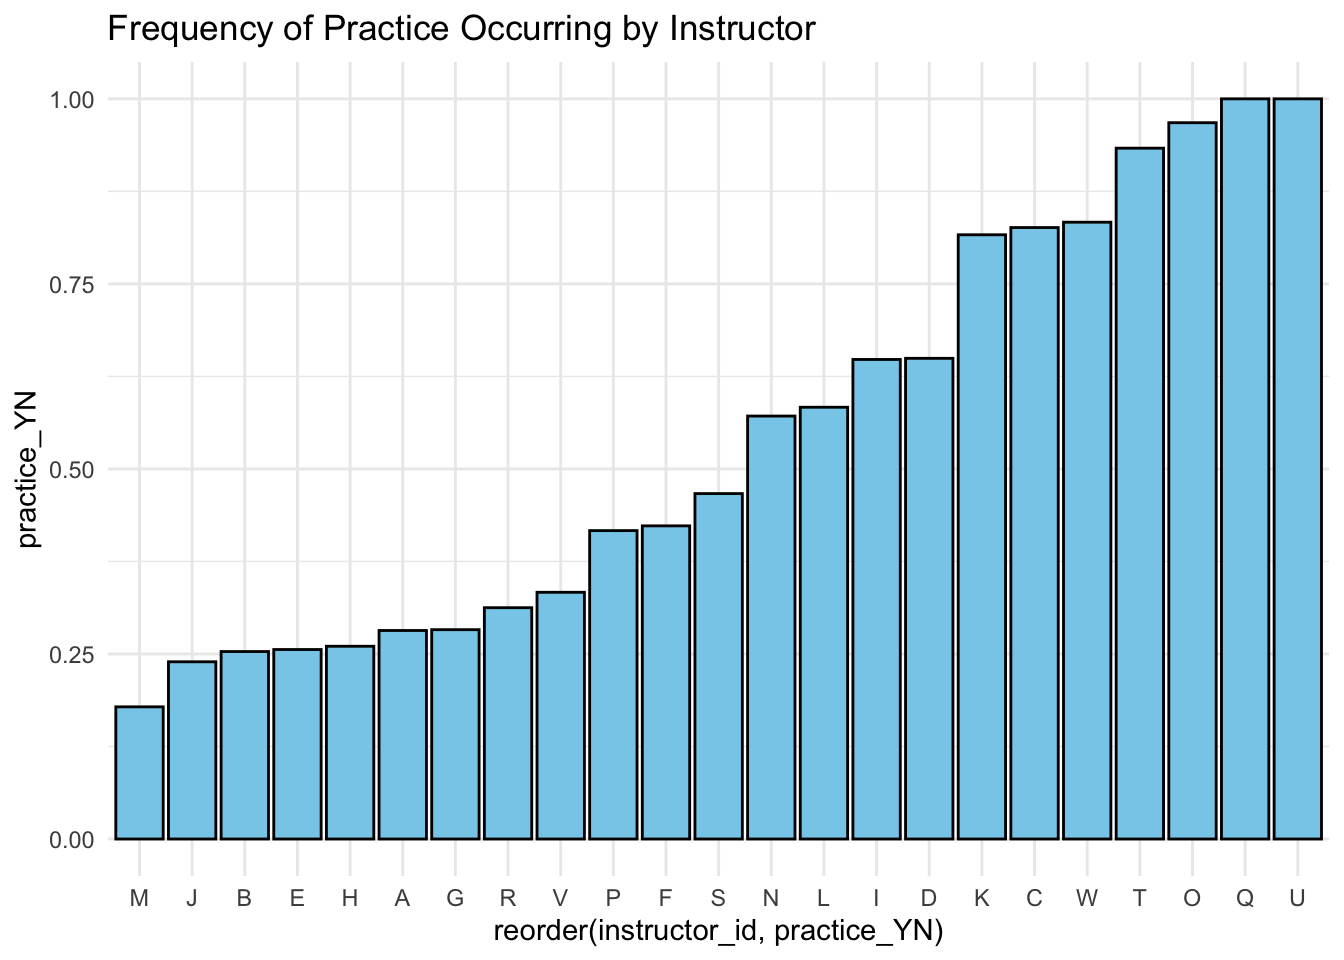 Frequency of Practice Occurring by Instructor
practice_YN
1.00
0.75
0.50
0.25
0.00
M J B E H A G R V P F S N L I D K C W T O Q U
reorder(instructor_id, practice_YN)